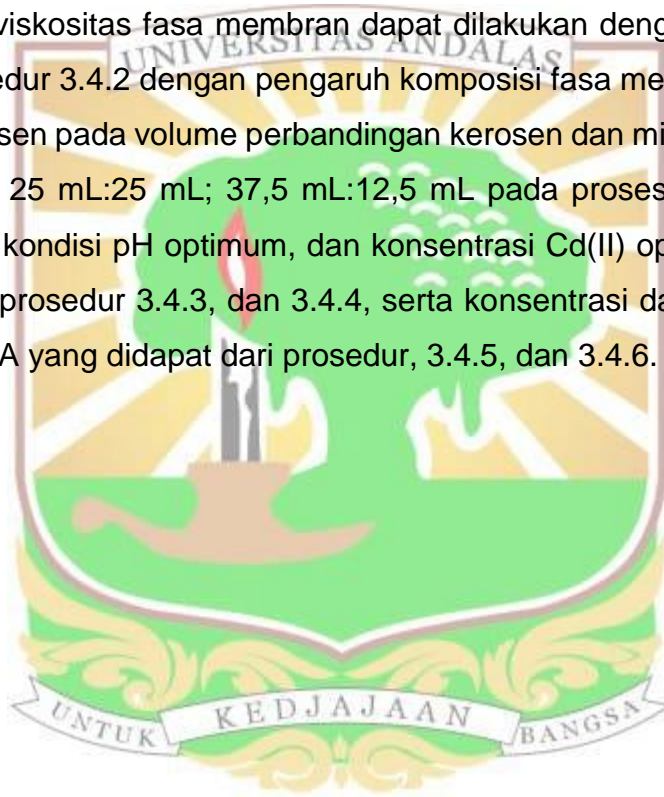 viskositas fasa membran dapat dilakukan deng
UNIVERSITAS ANDALAS
edur 3.4.2 dengan pengaruh komposisi fasa me
sen pada volume perbandingan kerosen dan mi
25 mL:25 mL; 37,5 mL:12,5 mL pada proses
kondisi pH optimum, dan konsentrasi Cd(II) op
prosedur 3.4.3, dan 3.4.4, serta konsentrasi da
A yang didapat dari prosedur, 3.4.5, dan 3.4.6.
UNTUK KEDJAJAAN BANGSA